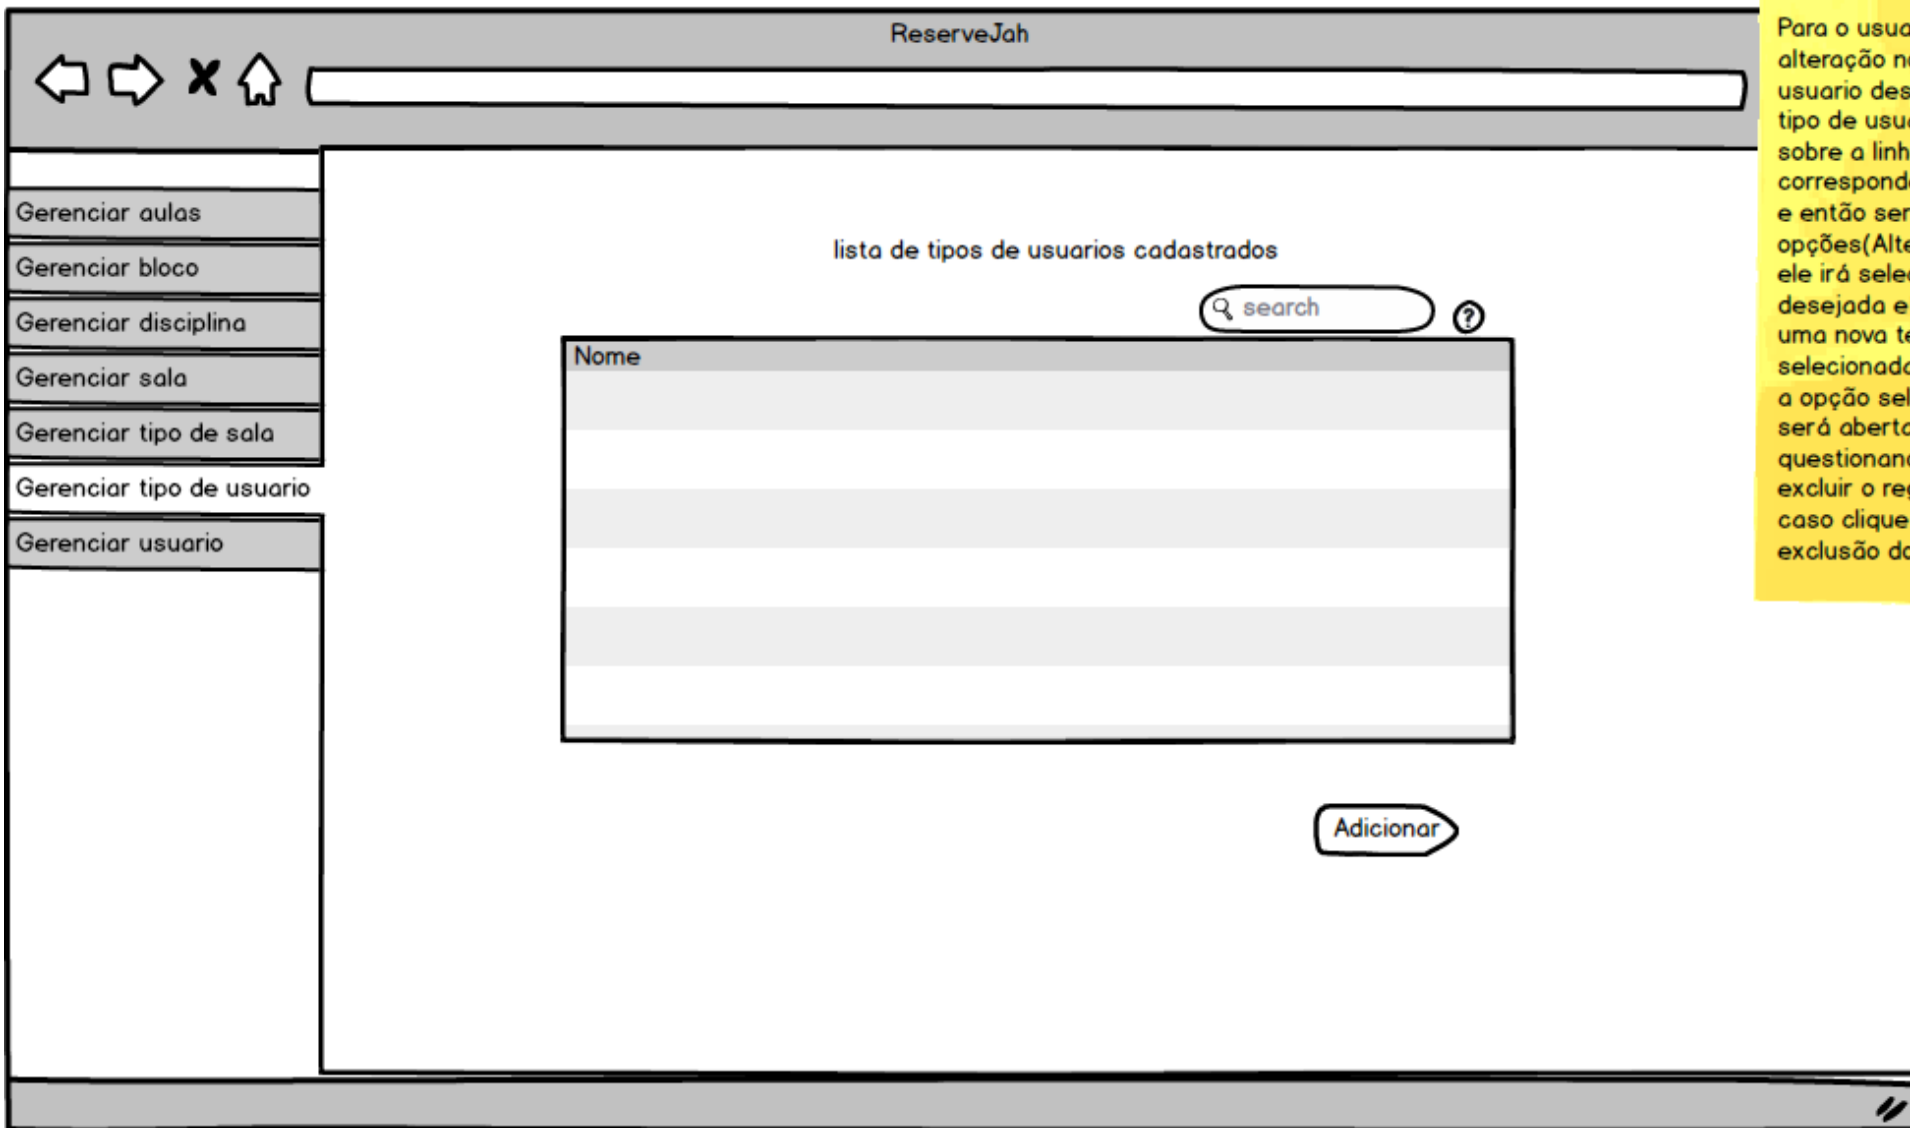 ReserveJah
Gerenciar aulas
Gerenciar bloco
Gerenciar disciplina
Gerenciar sala
Gerenciar tipo de sala
Gerenciar tipo de usuario
Gerenciar usuario
lista de tipos de usuarios cadastrados
search
?
Nome
Adicionar
Para o usua
alteração n
usuario des
tipo de usu
sobre a linh
correspond
e então ser
opções(Alte
ele irá sele
desejada e
uma nova te
selecionad
a opção sel
será abert
questionan
excluir o re
caso clique
exclusão d